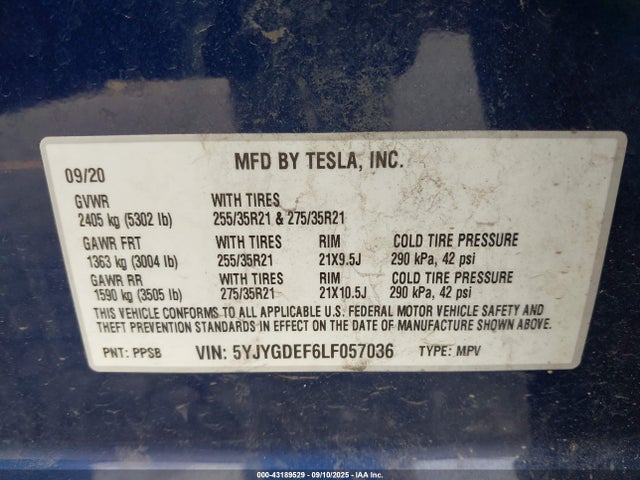 MFD BY TESLA, INC.
09/20
GVWR WITH TIRES
2405 kg (5302 lb) 255/35R21 & 275/35R21
GAWR FRT WITH TIRES RIM COLD TIRE PRESSURE
1363 kg (3004 lb) 255/35R21 21X9.5J 290 kPa, 42 psi
GAWR RR WITH TIRES RIM COLD TIRE PRESSURE
1590 kg (3505 lb) 275/35R21 21X10.5J 290 kPa, 42 psi
THIS VEHICLE CONFORMS TO ALL APPLICABLE U.S. FEDERAL MOTOR VEHICLE SAFETY AND
THEFT PREVENTION STANDARDS IN EFFECT ON THE DATE OF MANUFACTURE SHOWN ABOVE.
PNT: PPSB VIN: 5YJYGDEF6LF057036 TYPE: MPV
000-43189529 - 09/10/2025 - IAA Inc.